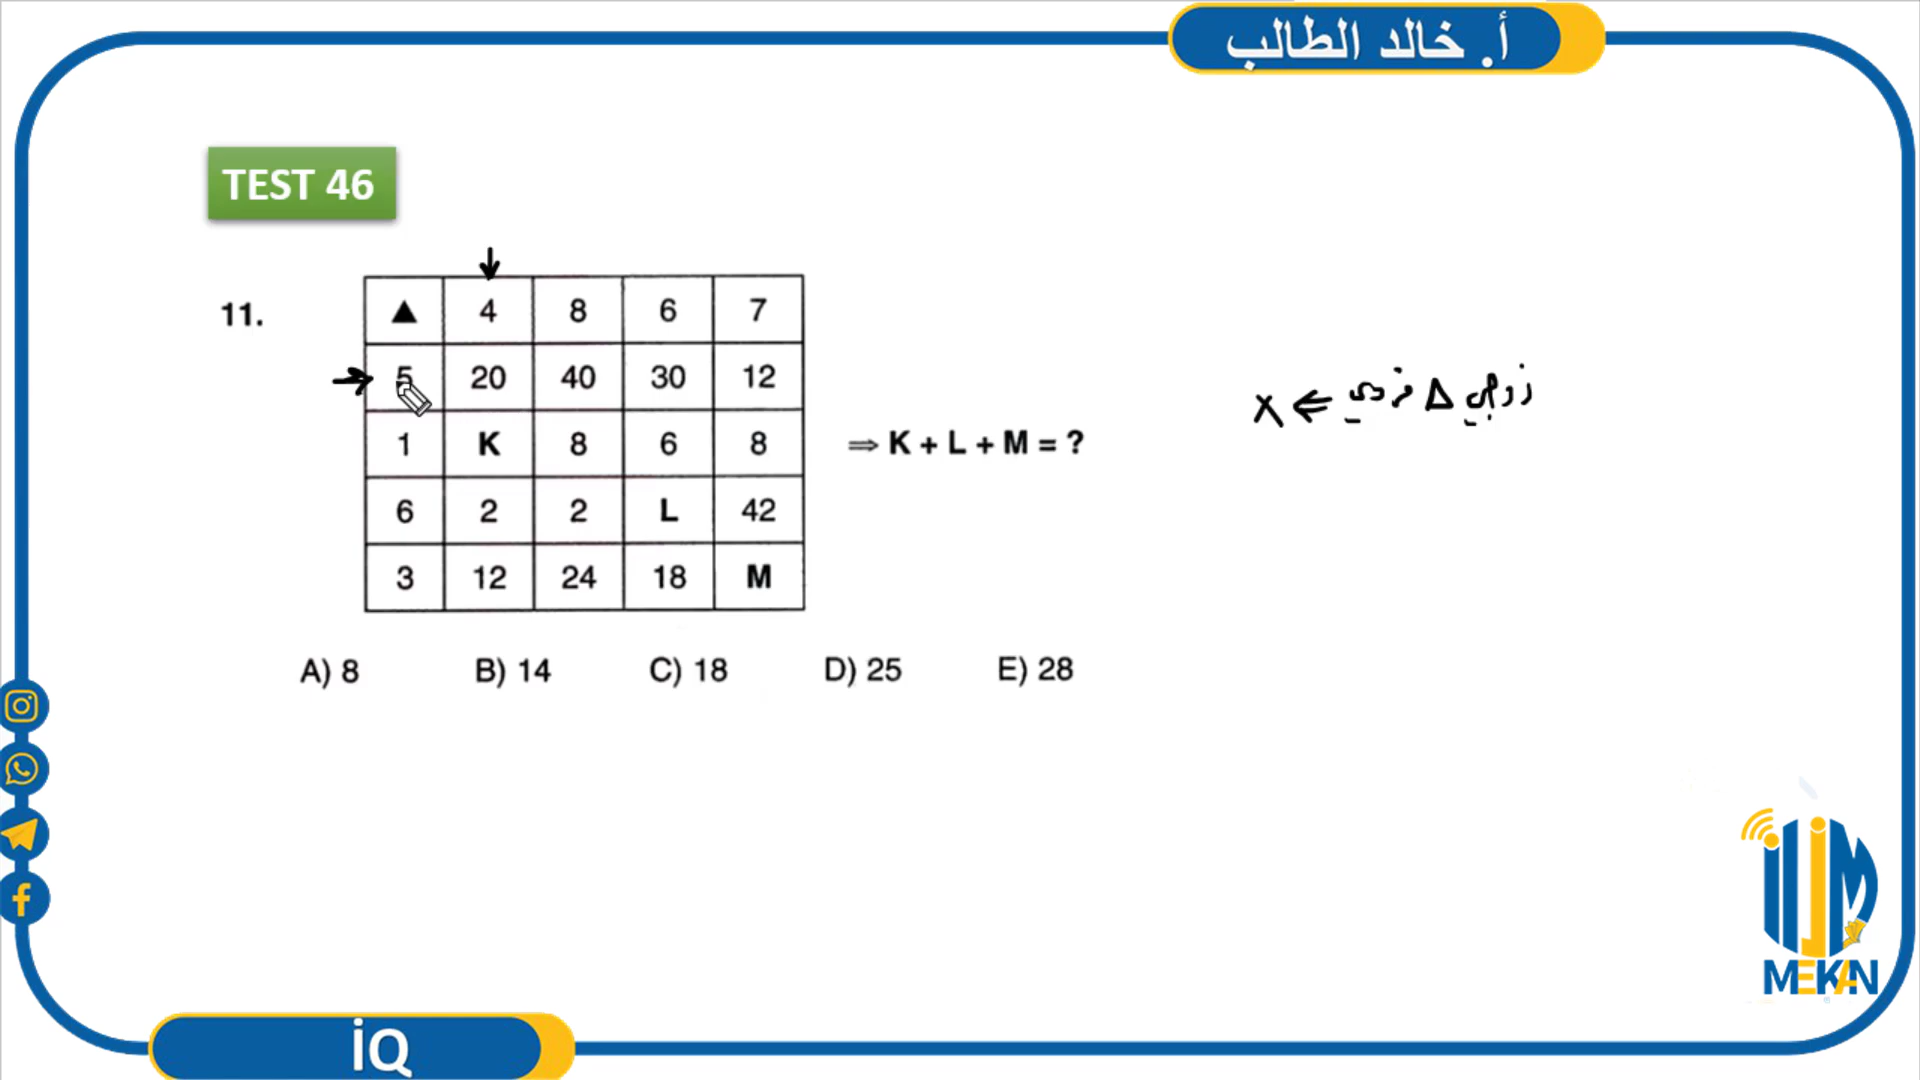 أ. خالد الطالب
TEST 46
11.
▲ 4 8 6 7
5 20 40 30 12
1 K 8 6 8
6 2 2 L 42
3 12 24 18 M
⇒ K + L + M = ?
زوجي Δ فردي ⇐ X
A) 8 B) 14 C) 18 D) 25 E) 28
MEKAN
İQ